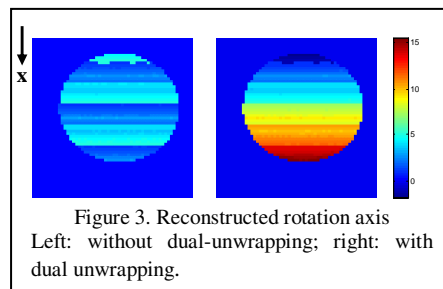 x
15
10
5
0
Figure 3. Reconstructed rotation axis
Left: without dual-unwrapping; right: with
dual unwrapping.